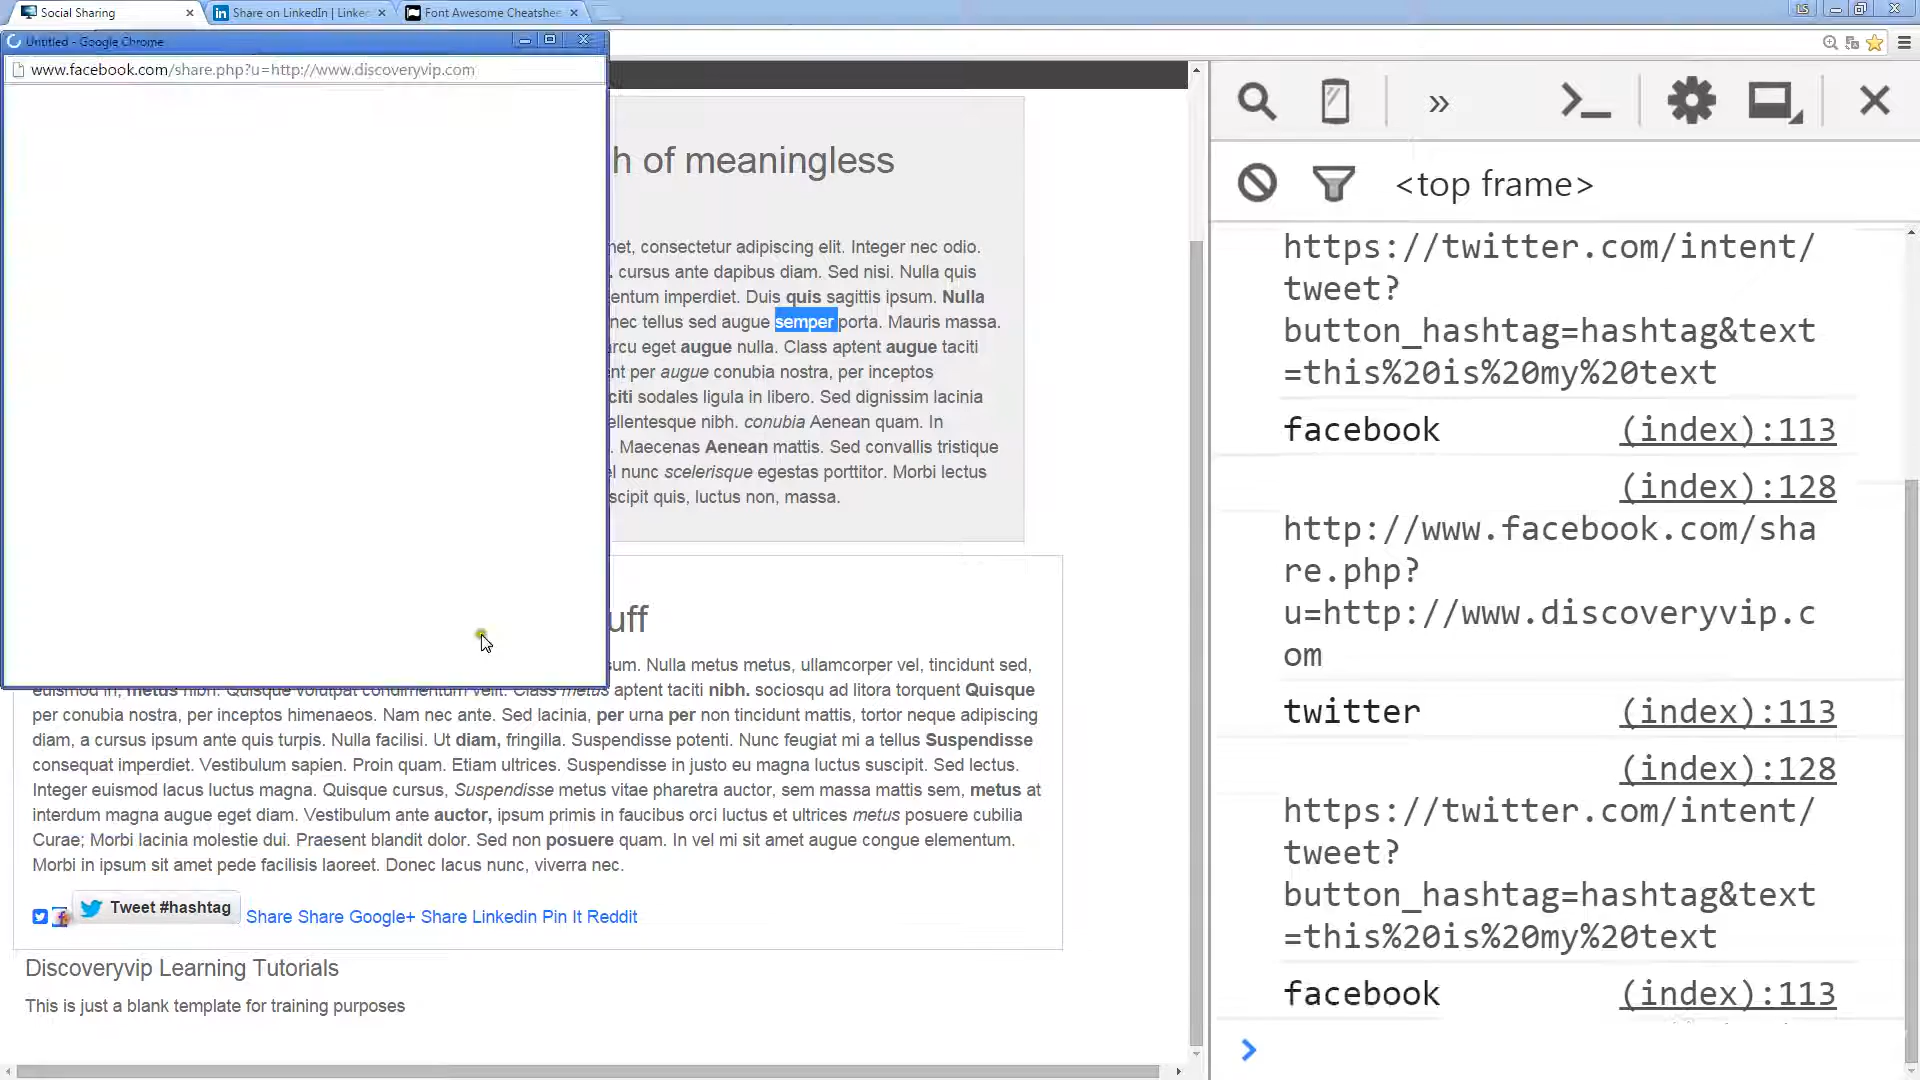 Social Sharing
Share on LinkedIn | Linke
Font Awesome Cheatshee
LS
Untitled - Google Chrome
www.facebook.com/share.php?u=http://www.discoveryvip.com
h of meaningless
net, consectetur adipiscing elit. Integer nec odio.
. cursus ante dapibus diam. Sed nisi. Nulla quis
entum imperdiet. Duis quis sagittis ipsum. Nulla
nec tellus sed augue semper porta. Mauris massa.
arcu eget augue nulla. Class aptent augue taciti
nt per augue conubia nostra, per inceptos
citi sodales ligula in libero. Sed dignissim lacinia
ellentesque nibh. conubia Aenean quam. In
. Maecenas Aenean mattis. Sed convallis tristique
el nunc scelerisque egestas porttitor. Morbi lectus
scipit quis, luctus non, massa.
uff
sum. Nulla metus metus, ullamcorper vel, tincidunt sed,
euismod in, metus nibh. Quisque volutpat condimentum velit. Class metus aptent taciti nibh. sociosqu ad litora torquent Quisque
per conubia nostra, per inceptos himenaeos. Nam nec ante. Sed lacinia, per urna per non tincidunt mattis, tortor neque adipiscing
diam, a cursus ipsum ante quis turpis. Nulla facilisi. Ut diam, fringilla. Suspendisse potenti. Nunc feugiat mi a tellus Suspendisse
consequat imperdiet. Vestibulum sapien. Proin quam. Etiam ultrices. Suspendisse in justo eu magna luctus suscipit. Sed lectus.
Integer euismod lacus luctus magna. Quisque cursus, Suspendisse metus vitae pharetra auctor, sem massa mattis sem, metus at
interdum magna augue eget diam. Vestibulum ante auctor, ipsum primis in faucibus orci luctus et ultrices metus posuere cubilia
Curae; Morbi lacinia molestie dui. Praesent blandit dolor. Sed non posuere quam. In vel mi sit amet augue congue elementum.
Morbi in ipsum sit amet pede facilisis laoreet. Donec lacus nunc, viverra nec.
Tweet #hashtag Share Share Google+ Share Linkedin Pin It Reddit
Discoveryvip Learning Tutorials
This is just a blank template for training purposes
<top frame>
https://twitter.com/intent/
tweet?
button_hashtag=hashtag&text
=this%20is%20my%20text
facebook (index):113
(index):128
http://www.facebook.com/sha
re.php?
u=http://www.discoveryvip.c
om
twitter (index):113
(index):128
https://twitter.com/intent/
tweet?
button_hashtag=hashtag&text
=this%20is%20my%20text
facebook (index):113